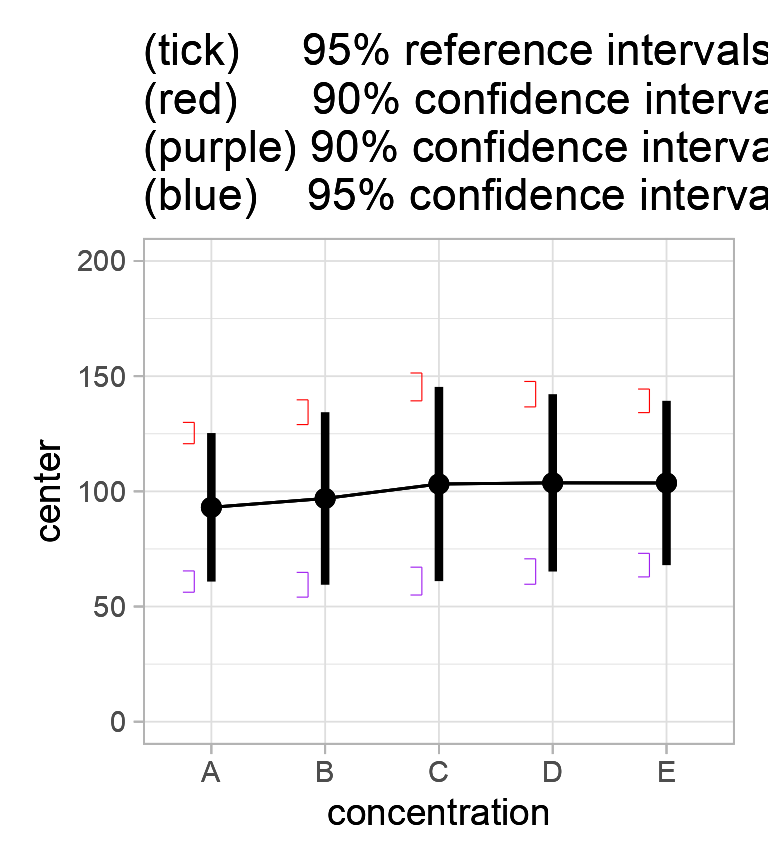 (tick) 95% reference intervals
(red) 90% confidence interva
(purple) 90% confidence interva
(blue) 95% confidence interva
200
150
100
50
0
center
A B C D E
concentration